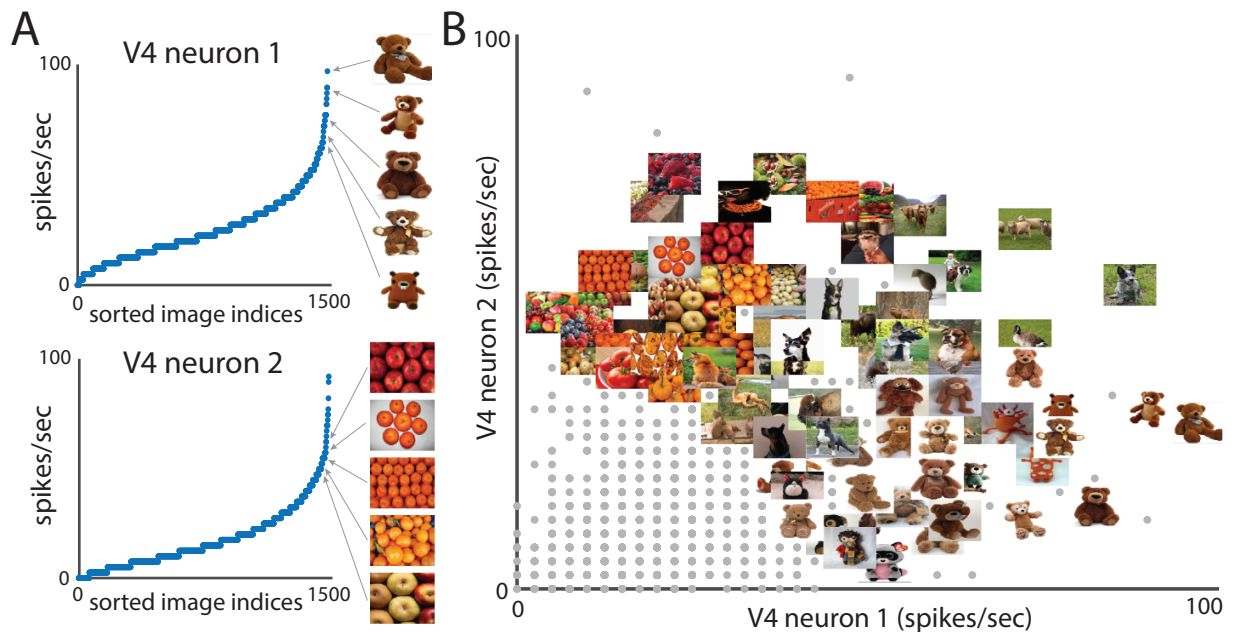 A
V4 neuron 1
100
spikes/sec
0
0
1500
sorted image indices
V4 neuron 2
100
spikes/sec
0
0
1500
sorted image indices
B
100
V4 neuron 2 (spikes/sec)
0
0
100
V4 neuron 1 (spikes/sec)